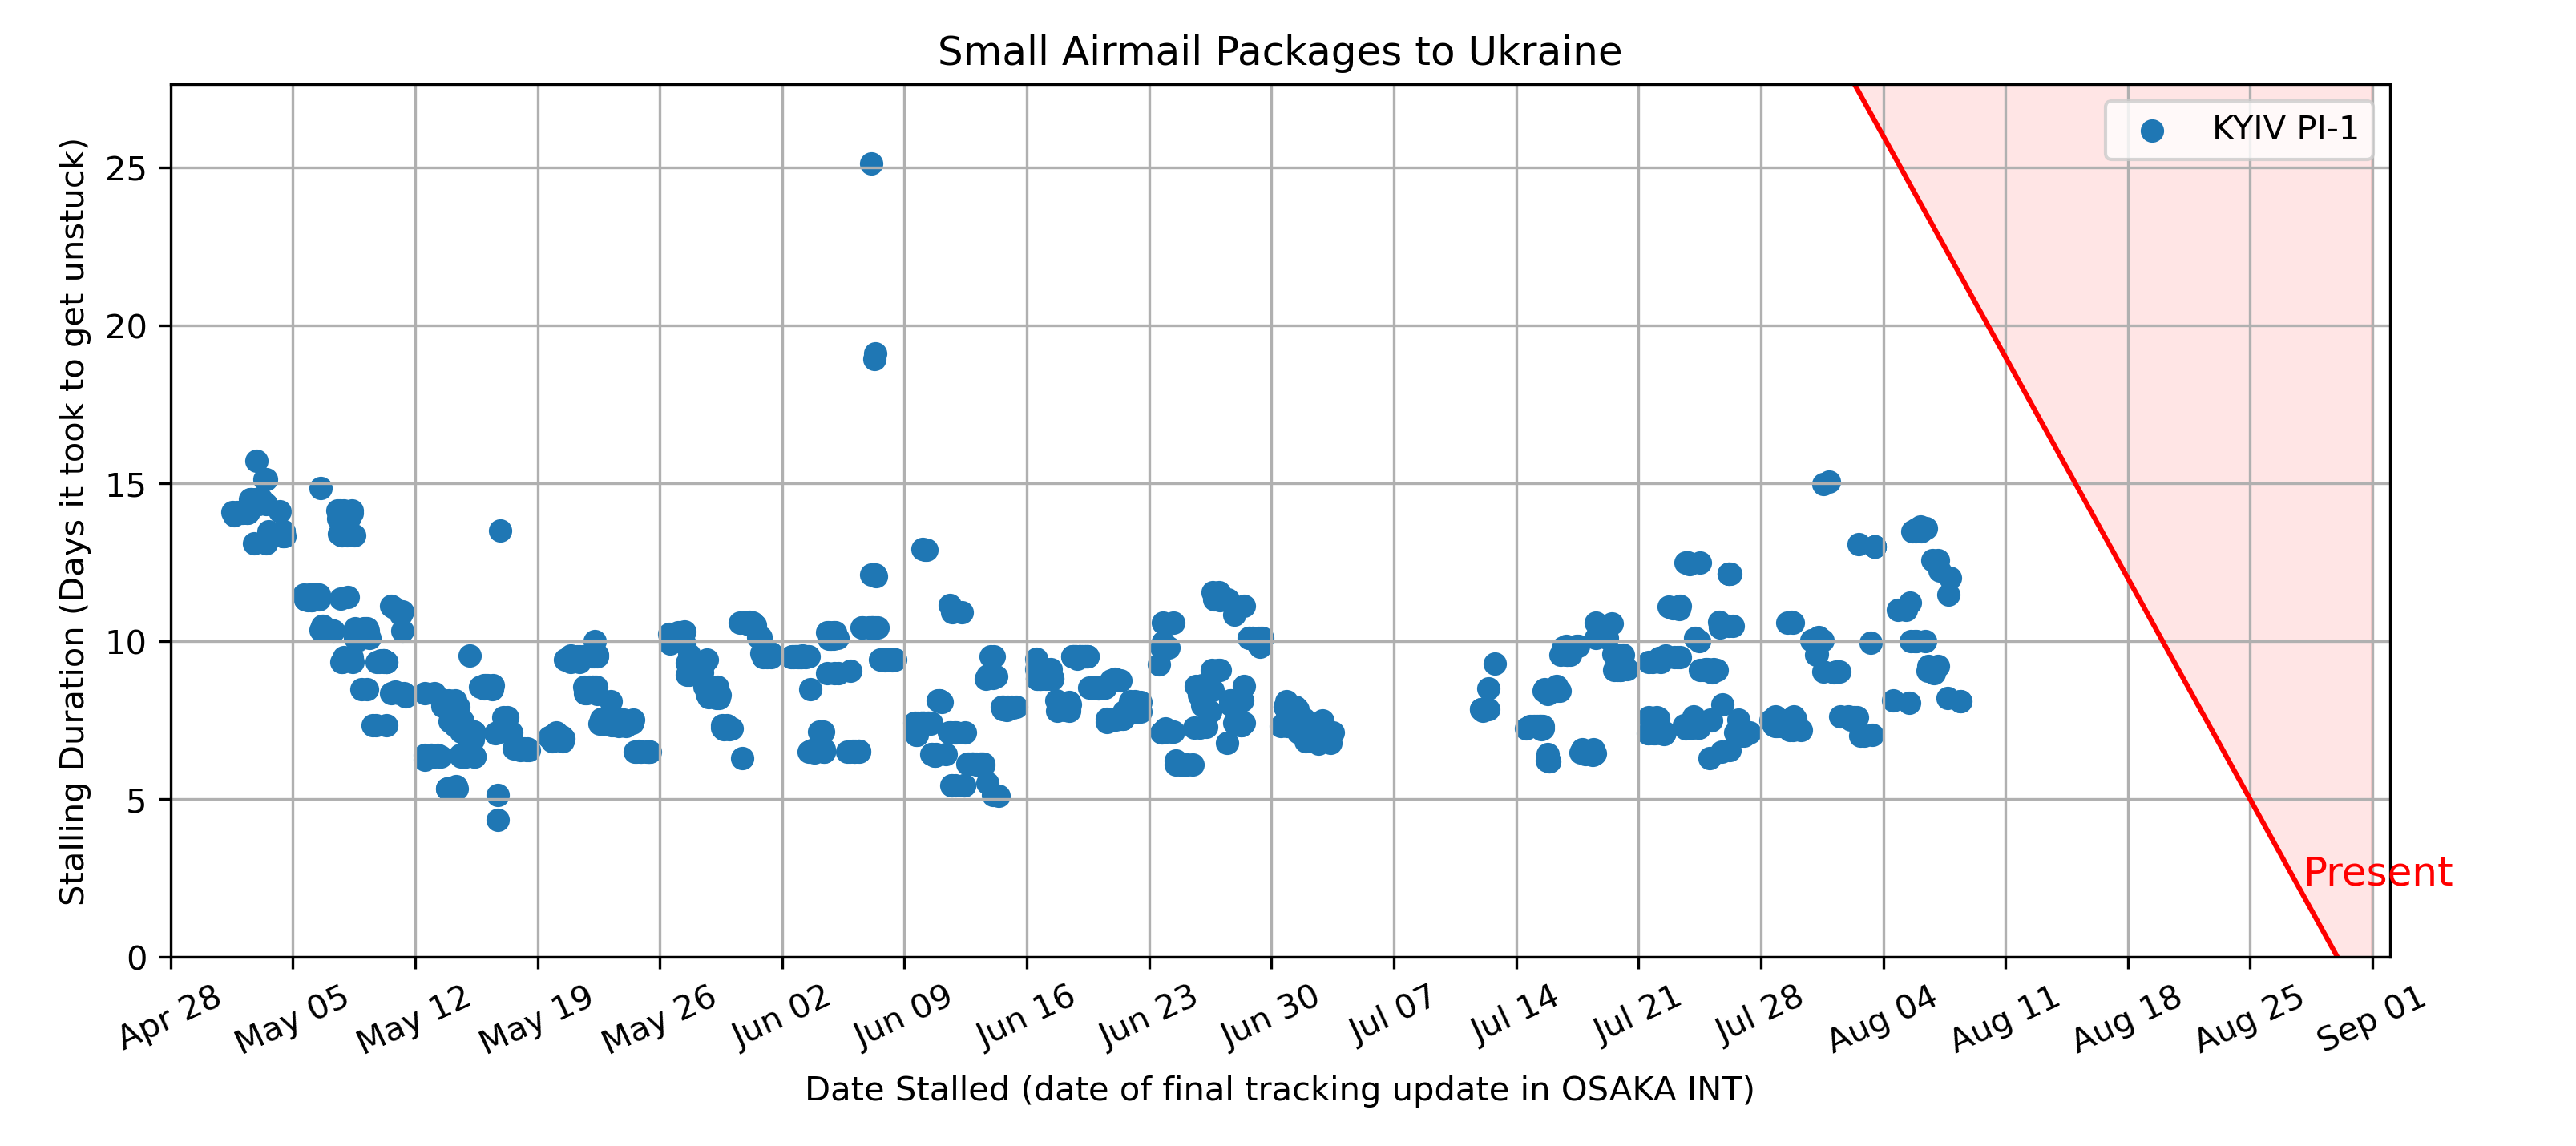 Small Airmail Packages to Ukraine
KYIV PI-1
Stalling Duration (Days it took to get unstuck)
25
20
15
10
5
0
Present
Apr 28
May 05
May 12
May 19
May 26
Jun 02
Jun 09
Jun 16
Jun 23
Jun 30
Jul 07
Jul 14
Jul 21
Jul 28
Aug 04
Aug 11
Aug 18
Aug 25
Sep 01
Date Stalled (date of final tracking update in OSAKA INT)